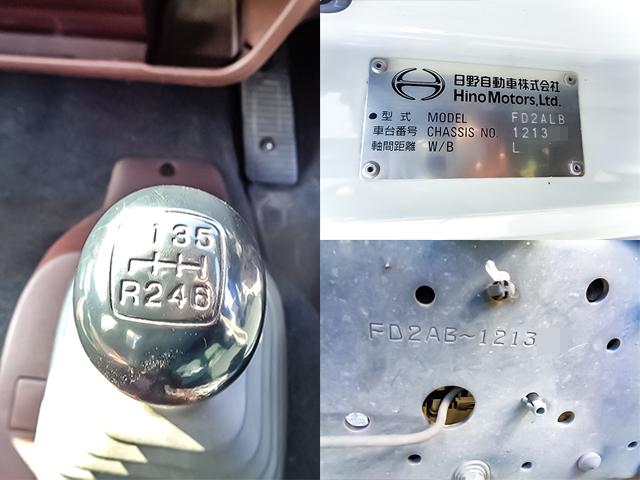 1 3 5
R 2 4 6
日野自動車株式会社
Hino Motors, Ltd.
型式 MODEL FD2ALB
車台番号 CHASSIS NO. 1213
軸間距離 W/B L
FD2AB~1213